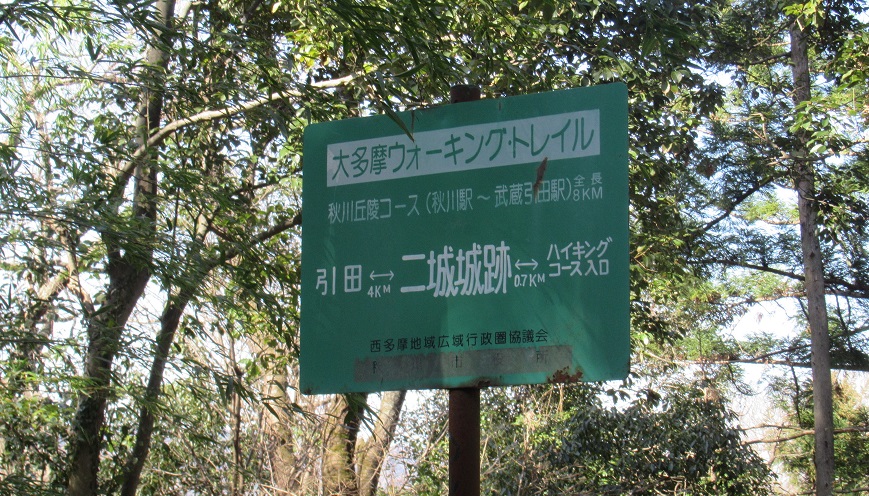 大多摩ウォーキング・トレイル
秋川丘陵コース(秋川駅～武蔵引田駅)全長8KM
引田 ↔ 4KM 二城城跡 ↔ 0.7KM ハイキングコース入口
西多摩地域広域行政圏協議会